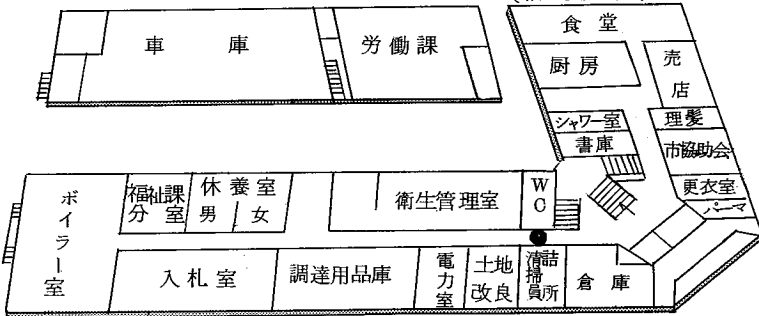 食堂
車庫
労働課
厨房
売店
シャワー室
理髪
書庫
市協助会
更衣室
パーマ
ボイラー室
福祉課分室
休養室
男
女
衛生管理室
WC
入札室
調達用品庫
電力室
土地改良
清掃員詰所
倉庫